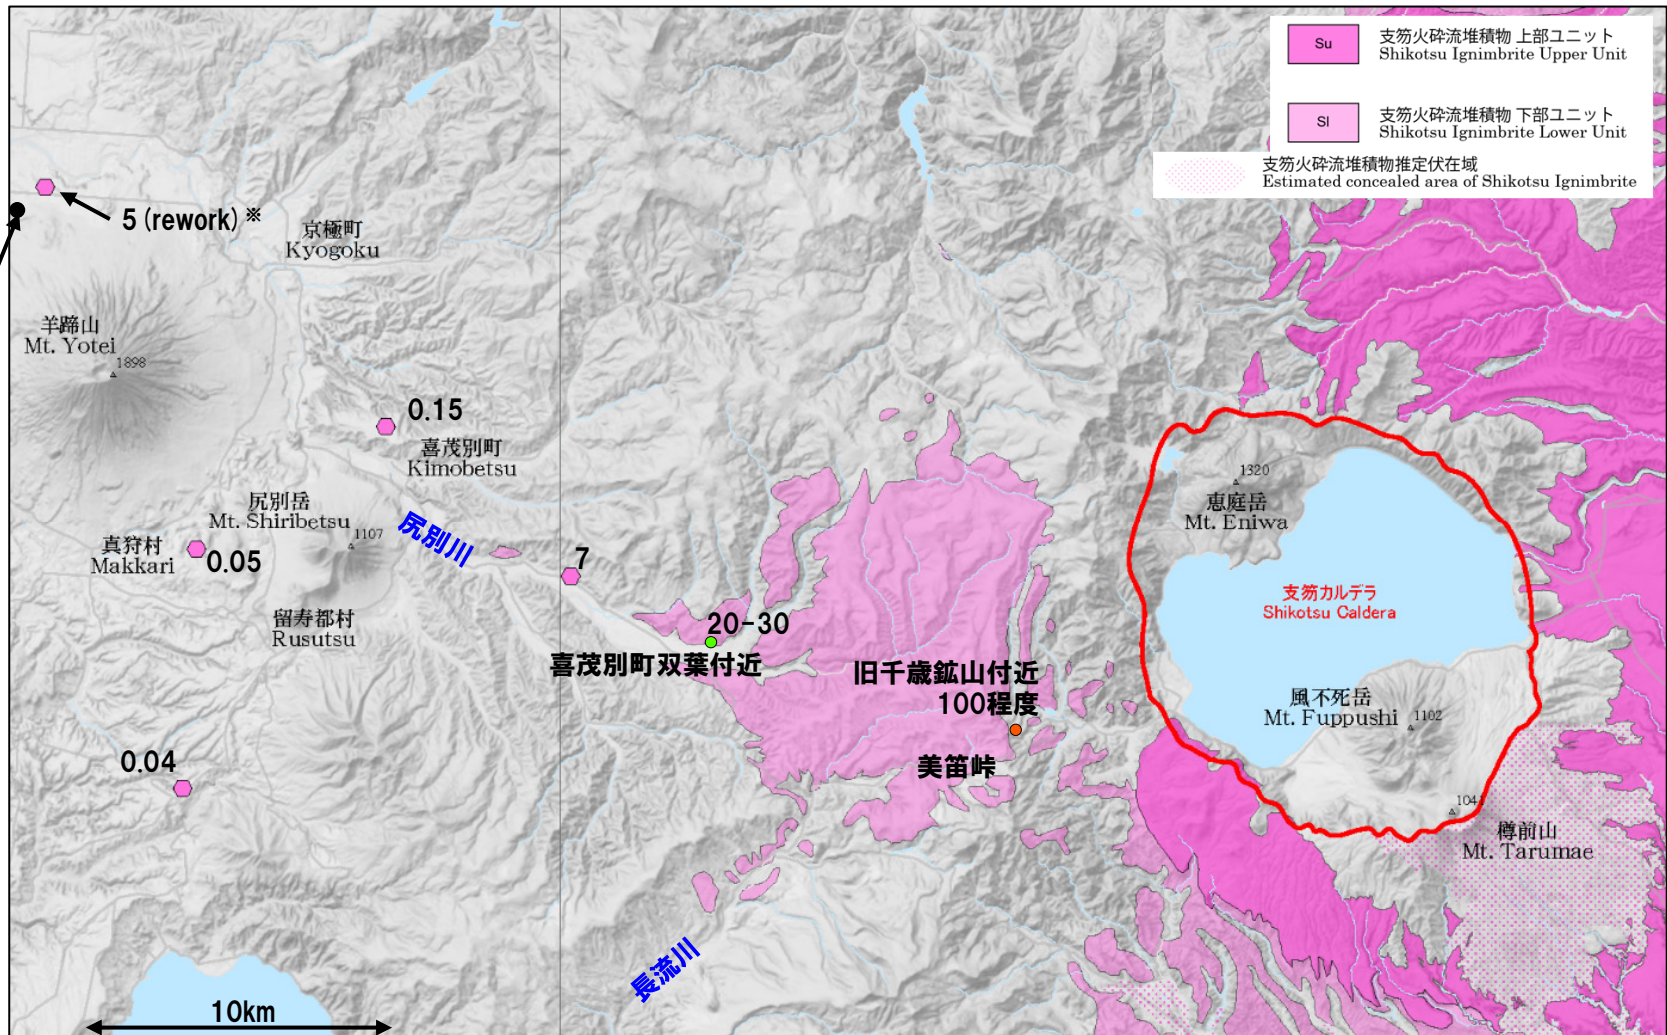 Su
支笏火砕流堆積物 上部ユニット
Shikotsu Ignimbrite Upper Unit
Sl
支笏火砕流堆積物 下部ユニット
Shikotsu Ignimbrite Lower Unit
支笏火砕流堆積物推定伏在域
Estimated concealed area of Shikotsu Ignimbrite
5 (rework) ※
京極町
Kyogoku
羊蹄山
Mt. Yotei
1898
0.15
喜茂別町
Kimobetsu
尻別岳
Mt. Shiribetsu
1107
尻別川
真狩村
Makkari
0.05
留寿都村
Rusutsu
7
20-30
喜茂別町双葉付近
旧千歳鉱山付近
100程度
美笛峠
1320
恵庭岳
Mt. Eniwa
支笏カルデラ
Shikotsu Caldera
風不死岳
Mt. Fuppushi
1102
0.04
1041
樽前山
Mt. Tarumae
長流川
10km